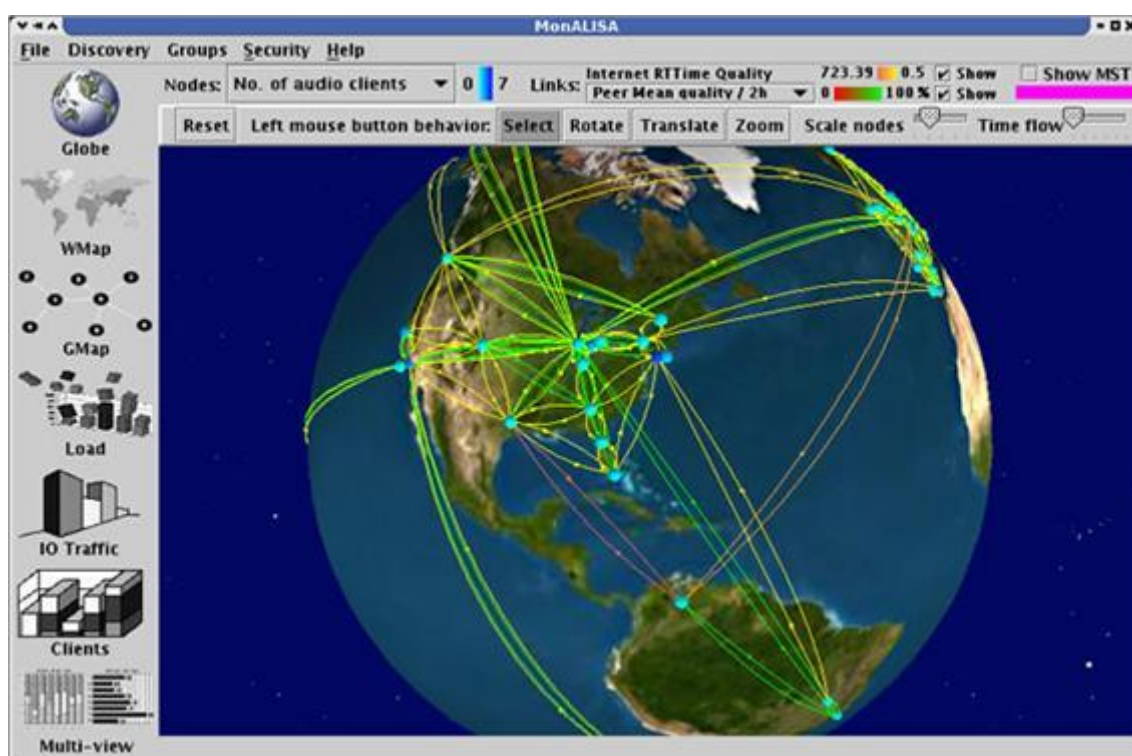 MonALISA
File Discovery Groups Security Help
Nodes: No. of audio clients 0 7 Links: Internet RTTime Quality 723.39 0.5 Show Show MST
Peer Mean quality / 2h 0 100 % Show
Reset Left mouse button behavior: Select Rotate Translate Zoom Scale nodes Time flow
Globe
WMap
GMap
Load
IO Traffic
Clients
Multi-view